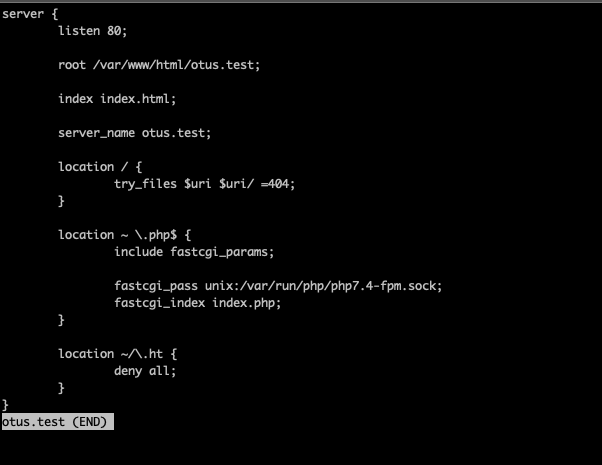 server {
listen 80;
root /var/www/html/otus.test;
index index.html;
server_name otus.test;
location / {
try_files $uri $uri/ =404;
}
location ~ \.php$ {
include fastcgi_params;
fastcgi_pass unix:/var/run/php/php7.4-fpm.sock;
fastcgi_index index.php;
}
location ~/\.ht {
deny all;
}
}
otus.test (END)